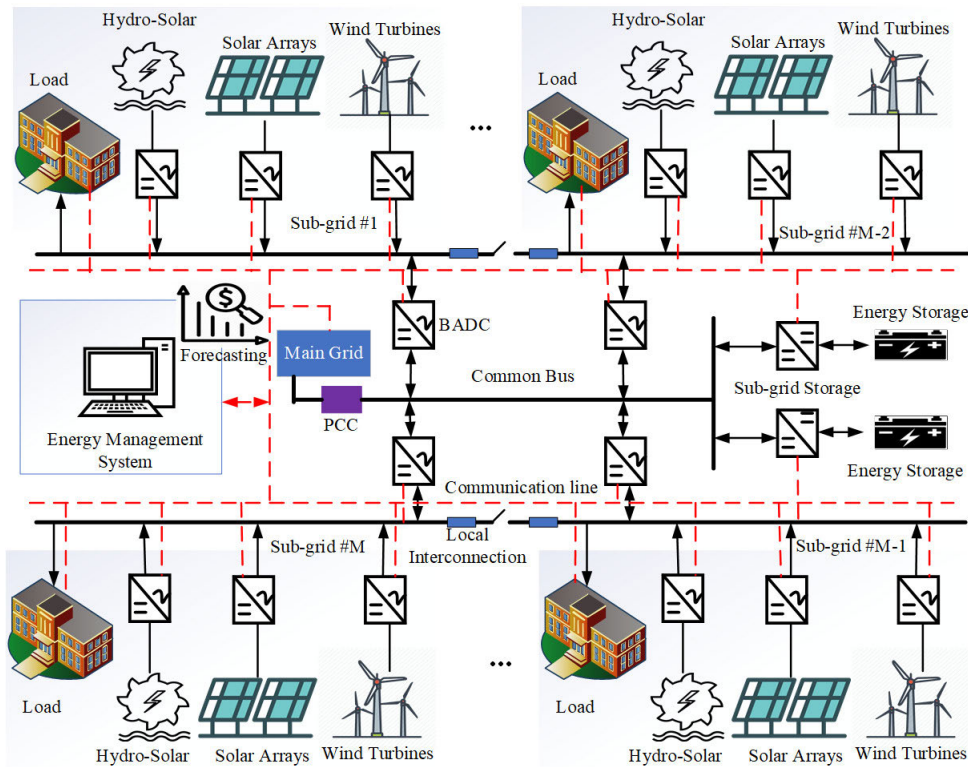 Hydro-Solar
Solar Arrays
Wind Turbines
Load
...
Hydro-Solar
Solar Arrays
Wind Turbines
Load
Sub-grid #1
Sub-grid #M-2
$
Forecasting
Main Grid
BADC
Common Bus
PCC
Energy Management
System
Energy Storage
Sub-grid Storage
Energy Storage
Communication line
Local
Interconnection
Sub-grid #M
Sub-grid #M-1
...
Load
Hydro-Solar
Solar Arrays
Wind Turbines
Load
Hydro-Solar
Solar Arrays
Wind Turbines